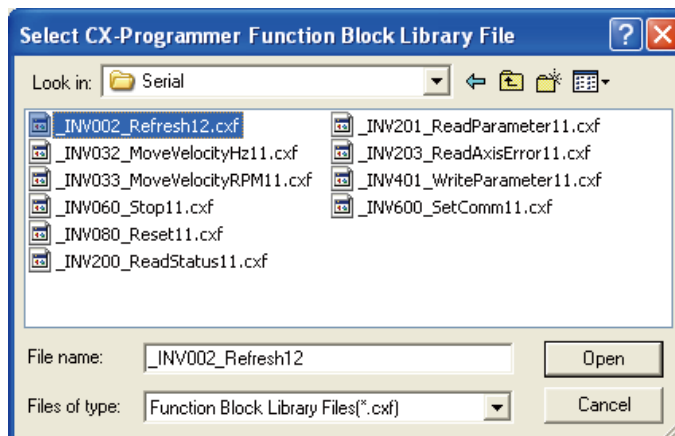 Select CX-Programmer Function Block Library File
Look in: Serial
_INV002_Refresh12.cxf
_INV032_MoveVelocityHz11.cxf
_INV033_MoveVelocityRPM11.cxf
_INV060_Stop11.cxf
_INV080_Reset11.cxf
_INV200_ReadStatus11.cxf
_INV201_ReadParameter11.cxf
_INV203_ReadAxisError11.cxf
_INV401_WriteParameter11.cxf
_INV600_SetComm11.cxf
File name: _INV002_Refresh12 Open
Files of type: Function Block Library Files(*.cxf) Cancel